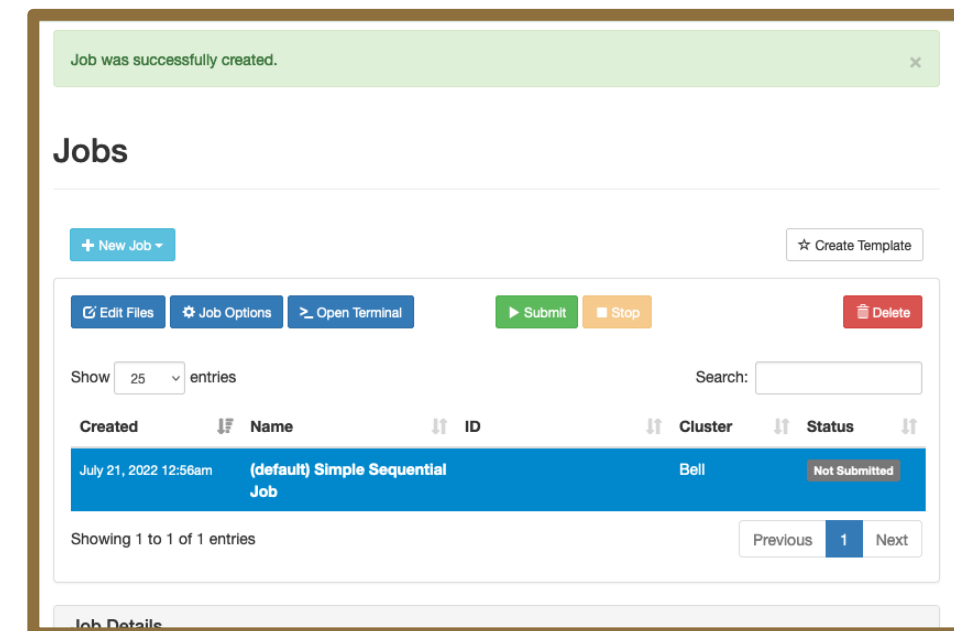 Job was successfully created. ×
Jobs
New Job
Create Template
Edit Files Job Options Open Terminal Submit Stop Delete
Show 25 entries Search:
Created Name ID Cluster Status
July 21, 2022 12:56am (default) Simple Sequential Bell Not Submitted
Job
Showing 1 to 1 of 1 entries Previous 1 Next
Job Details